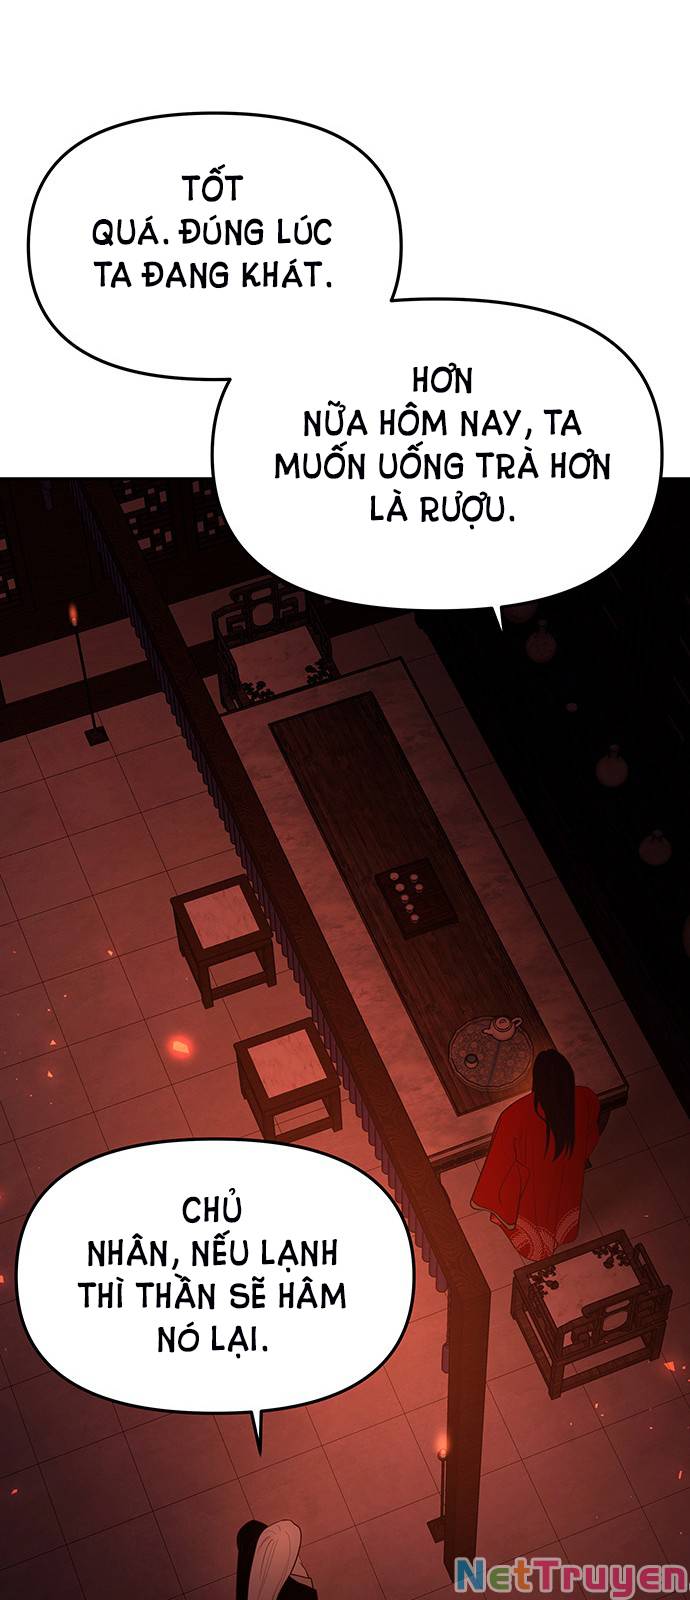 TỐT
QUÁ. ĐÚNG LÚC
TA ĐANG KHÁT.
HƠN
NỮA HÔM NAY, TA
MUỐN UỐNG TRÀ HƠN
LÀ RƯỢU.
CHỦ
NHÂN, NẾU LẠNH
THÌ THẦN SẼ HÂM
NÓ LẠI.
NetTruyen